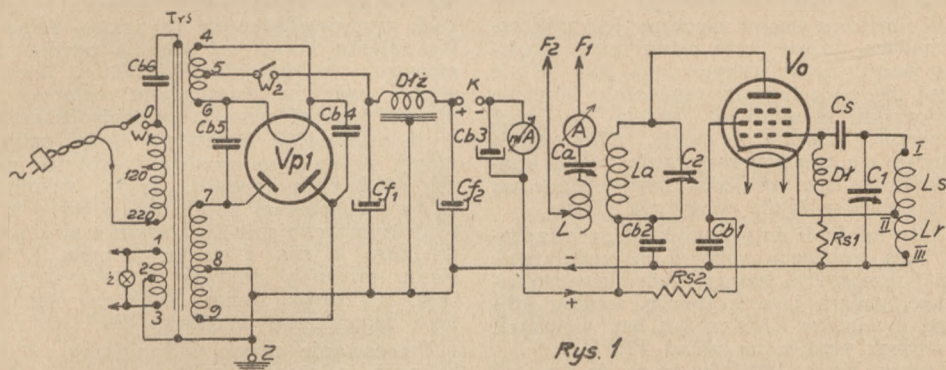 Trs
4
F2
F1
Vo
5
Cb6
W2
Dłż
K
+ -
0
6
W1
Cb5
Cb4
Cb3
mA
A
Ca
Cs
Vp1
La
C2
I
120
Dł
C1
Ls
7
Cf1
Cf2
L
II
220
Cb2
Cb1
Rs1
Lr
1
8
III
-
ż
2
Rs2
+
3
9
Z
Rys. 1